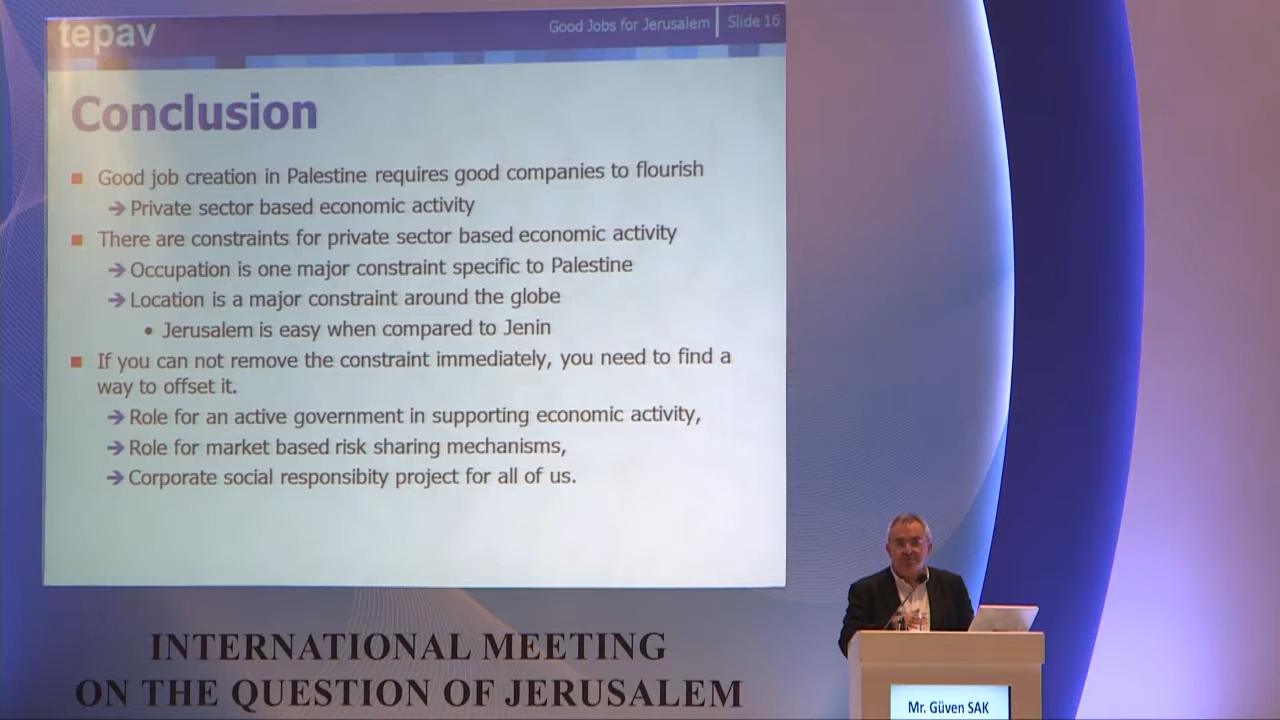 tepav
Good Jobs for Jerusalem | Slide 16
Conclusion
■ Good job creation in Palestine requires good companies to flourish
→ Private sector based economic activity
■ There are constraints for private sector based economic activity
→ Occupation is one major constraint specific to Palestine
→ Location is a major constraint around the globe
• Jerusalem is easy when compared to Jenin
■ If you can not remove the constraint immediately, you need to find a
way to offset it.
→ Role for an active government in supporting economic activity,
→ Role for market based risk sharing mechanisms,
→ Corporate social responsibity project for all of us.
INTERNATIONAL MEETING
ON THE QUESTION OF JERUSALEM
Mr. Güven SAK